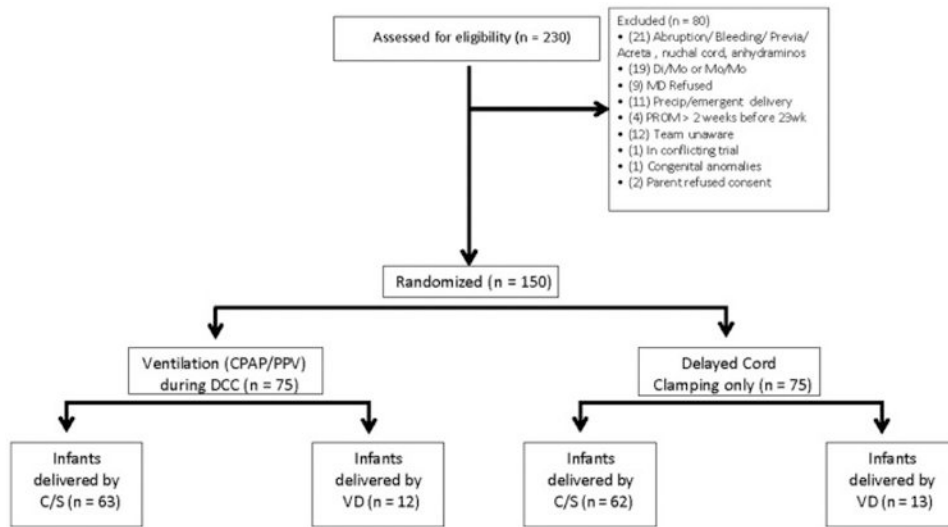 Assessed for eligibility (n = 230)
Excluded (n = 80)
• (21) Abruption/ Bleeding/ Previa/
Acreta , nuchal cord, anhydraminos
• (19) Di/Mo or Mo/Mo
• (9) MD Refused
• (11) Precip/emergent delivery
• (4) PROM > 2 weeks before 23wk
• (12) Team unaware
• (1) In conflicting trial
• (1) Congenital anomalies
• (2) Parent refused consent
Randomized (n = 150)
Ventilation (CPAP/PPV)
during DCC (n = 75)
Delayed Cord
Clamping only (n = 75)
Infants
delivered by
C/S (n = 63)
Infants
delivered by
VD (n = 12)
Infants
delivered by
C/S (n = 62)
Infants
delivered by
VD (n = 13)